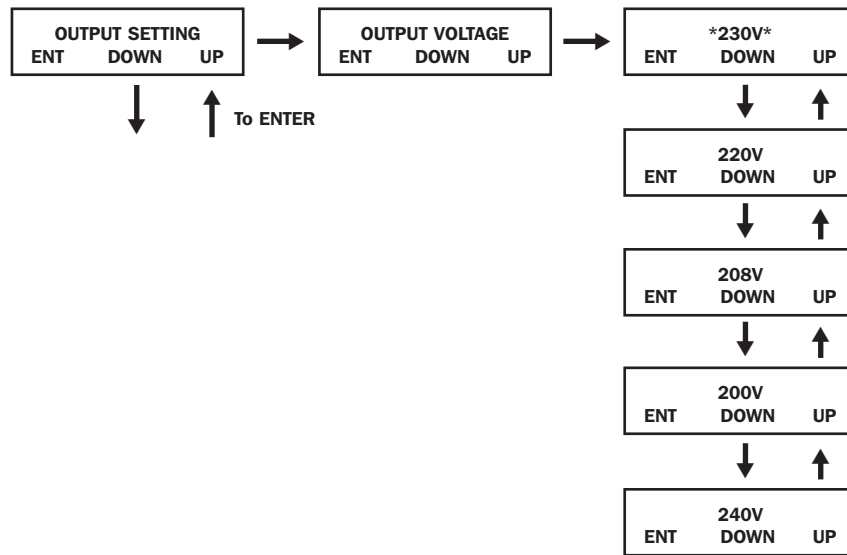 OUTPUT SETTING
ENT DOWN UP
To ENTER
OUTPUT VOLTAGE
ENT DOWN UP
*230V*
ENT DOWN UP
220V
ENT DOWN UP
208V
ENT DOWN UP
200V
ENT DOWN UP
240V
ENT DOWN UP